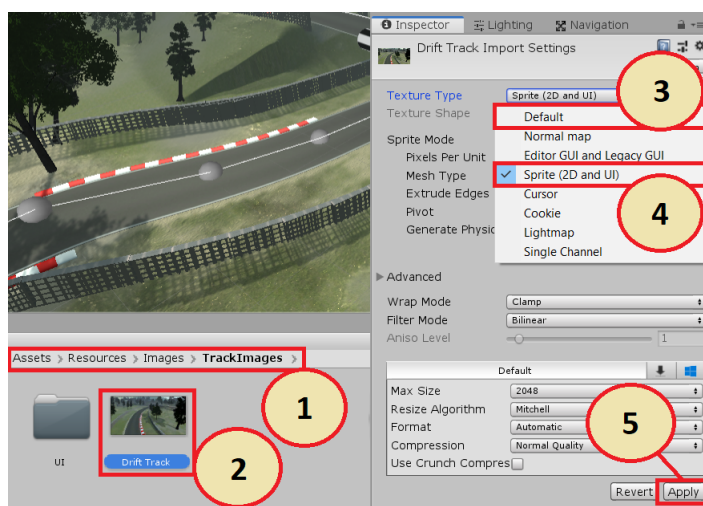 Inspector
Lighting
Navigation
Drift Track Import Settings
3
Texture Type
Sprite (2D and UI)
Texture Shape
Default
Normal map
Sprite Mode
Editor GUI and Legacy GUI
Pixels Per Unit
Mesh Type
Sprite (2D and UI)
Extrude Edges
Cursor
4
Pivot
Cookie
Generate Physic
Lightmap
Single Channel
Advanced
Wrap Mode
Clamp
Filter Mode
Bilinear
Aniso Level
1
Assets > Resources > Images > TrackImages >
1
UI
Drift Track
2
Default
Max Size
2048
Resize Algorithm
Mitchell
Format
Automatic
5
Compression
Normal Quality
Use Crunch Compres
Revert
Apply